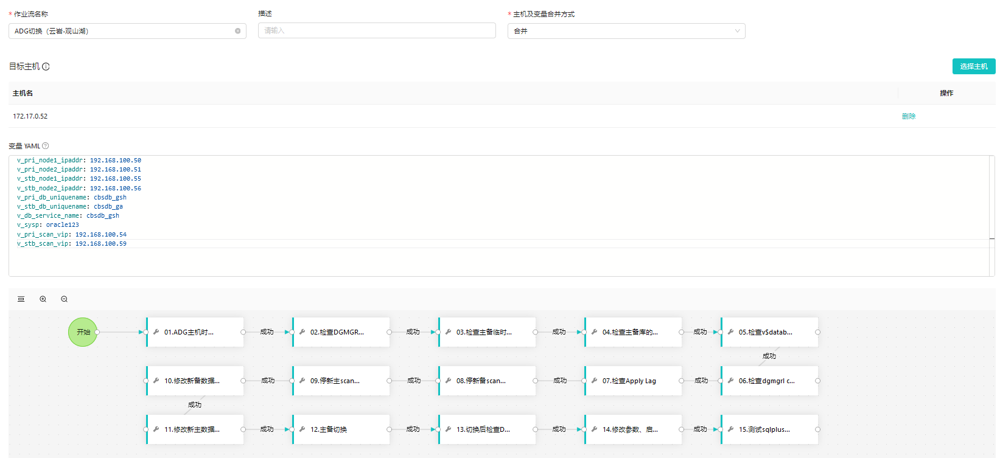 * 作业流名称
描述
* 主机及变量合并方式
ADG切换（云岩-观山湖）
请输入
合并
目标主机
选择主机
主机名
操作
172.17.0.52
删除
变量 YAML
v_pri_node1_ipaddr: 192.168.100.50
v_pri_node2_ipaddr: 192.168.100.51
v_stb_node1_ipaddr: 192.168.100.55
v_stb_node2_ipaddr: 192.168.100.56
v_pri_db_uniquename: cbsdb_gsh
v_stb_db_uniquename: cbsdb_ga
v_db_service_name: cbsdb_gsh
v_sysp: oracle123
v_pri_scan_vip: 192.168.100.54
v_stb_scan_vip: 192.168.100.59
开始
01.ADG主机时...
成功
02.检查DGMGR...
成功
03.检查主备临时...
成功
04.检查主备库的...
成功
05.检查v$datab...
成功
10.修改新备数据...
成功
09.停新主scan...
成功
08.停新备scan...
成功
07.检查Apply Lag
成功
06.检查dgmgrl c...
成功
11.修改新主数据...
成功
12.主备切换
成功
13.切换后检查D...
成功
14.修改参数、启...
成功
15.测试sqlplus...